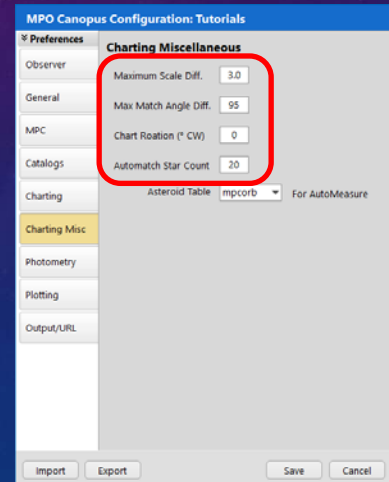 MPO Canopus Configuration: Tutorials
Preferences
Charting Miscellaneous
Observer
Maximum Scale Diff. 3.0
General
Max Match Angle Diff. 95
MPC
Chart Roation (° CW) 0
Catalogs
Automatch Star Count 20
Charting
Asteroid Table mpcorb For AutoMeasure
Charting Misc
Photometry
Plotting
Output/URL
Import Export Save Cancel